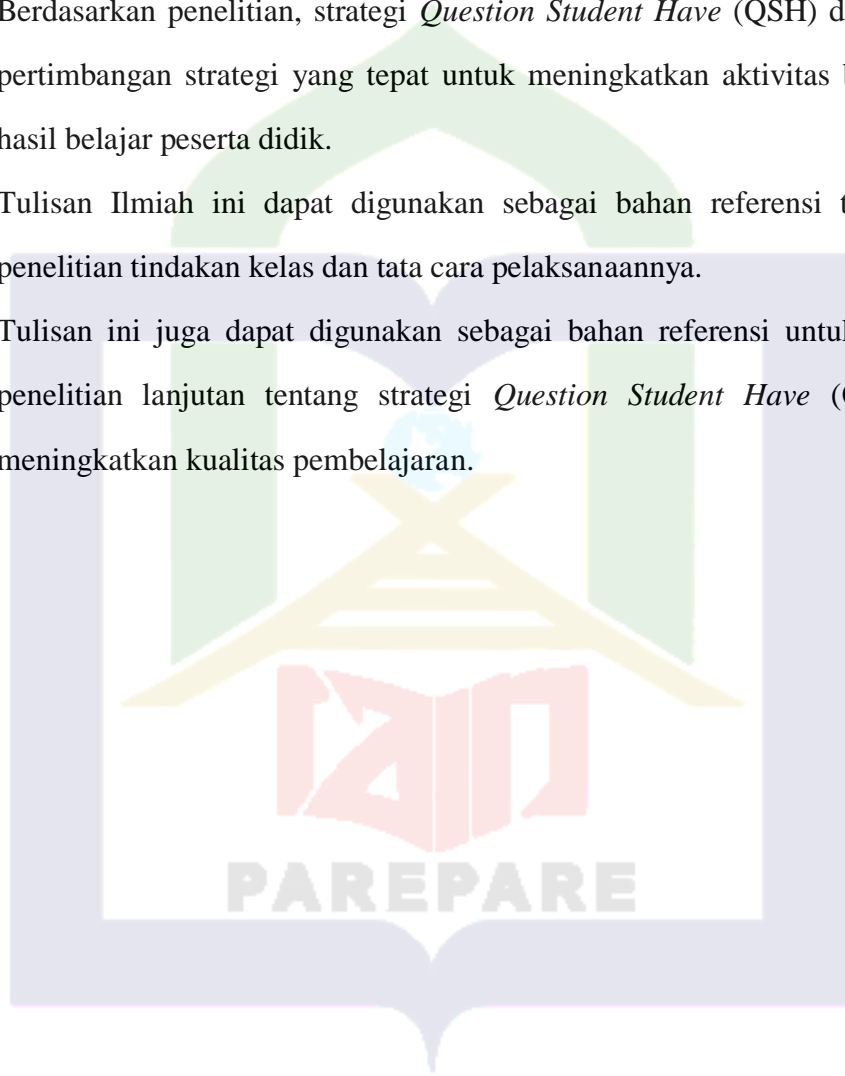 Berdasarkan penelitian, strategi Question Student Have (QSH)
pertimbangan strategi yang tepat untuk meningkatkan aktivitas
hasil belajar peserta didik.
Tulisan Ilmiah ini dapat digunakan sebagai bahan referensi
penelitian tindakan kelas dan tata cara pelaksanaannya.
Tulisan ini juga dapat digunakan sebagai bahan referensi
penelitian lanjutan tentang strategi Question Student Have
meningkatkan kualitas pembelajaran.
iain
PAREPARE